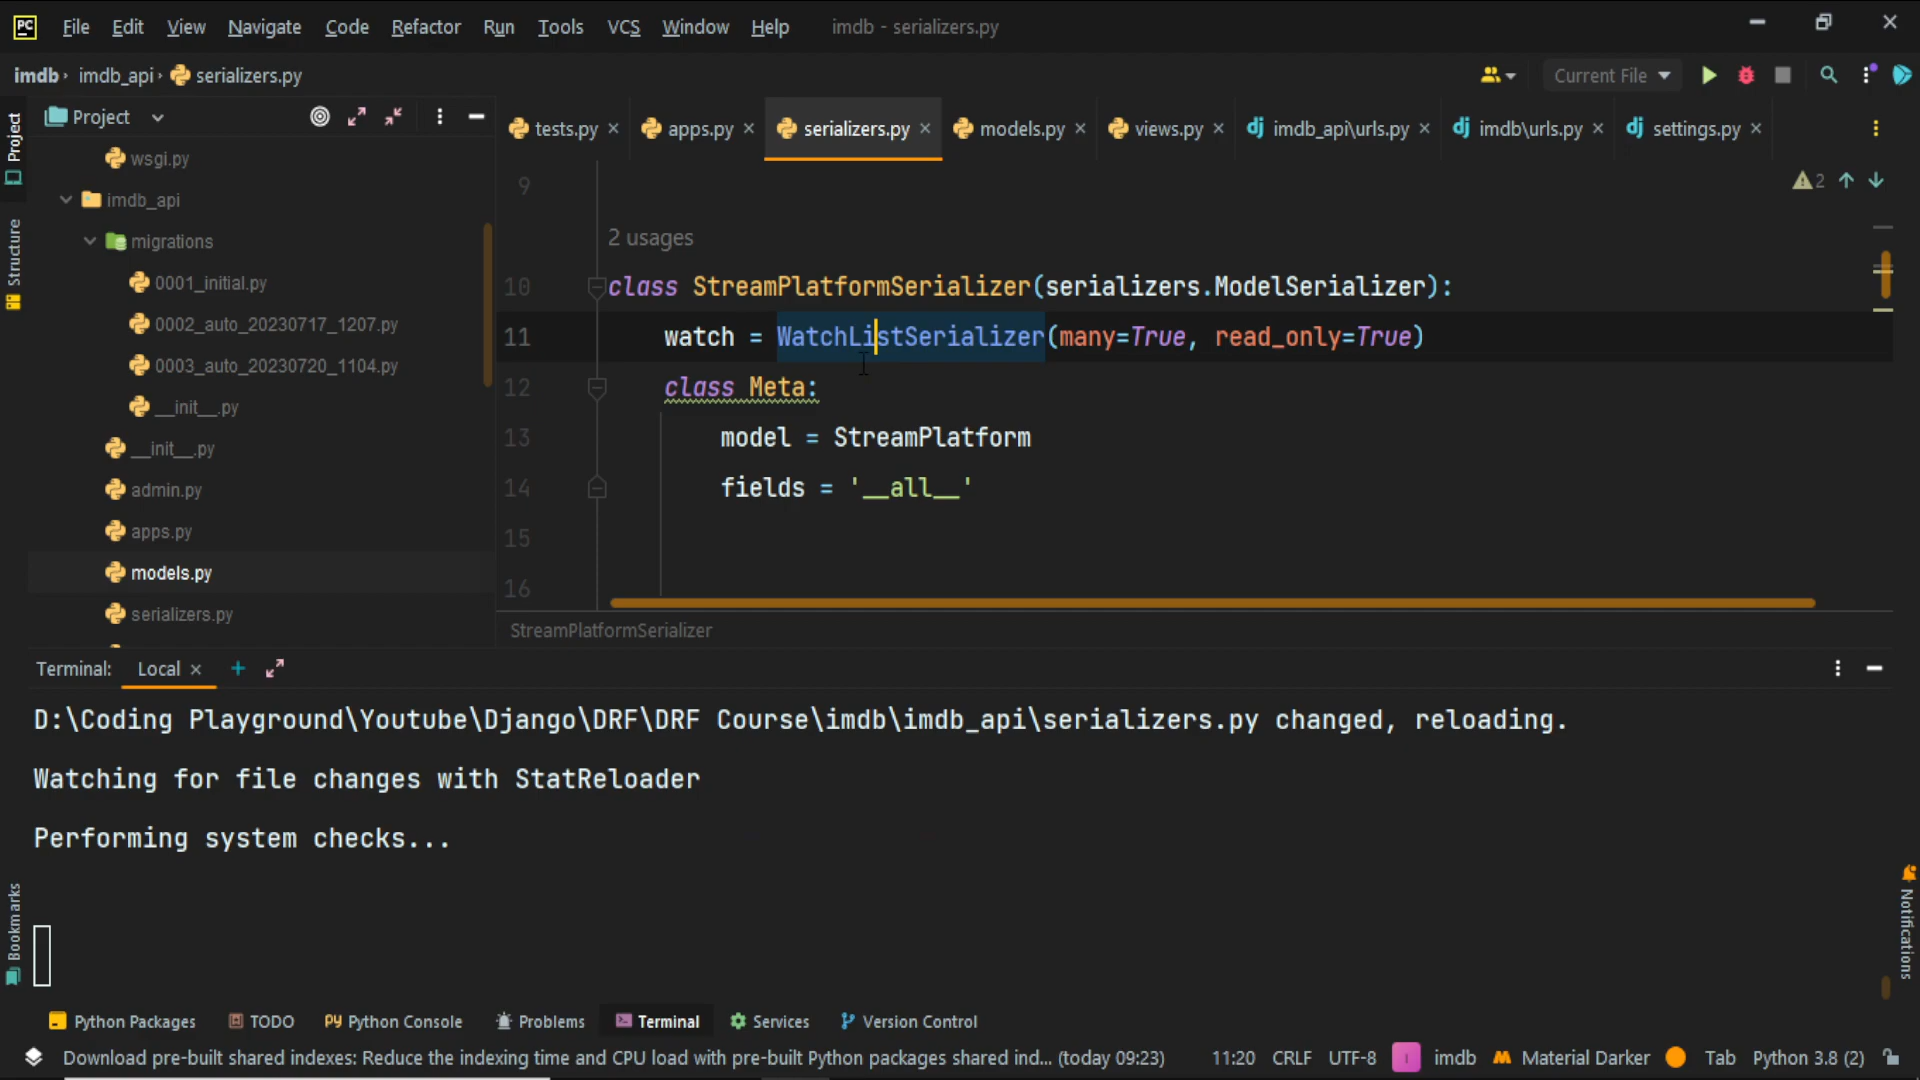 PC File Edit View Navigate Code Refactor Run Tools VCS Window Help imdb - serializers.py
imdb imdb_api serializers.py Current File
Project
tests.py apps.py serializers.py models.py views.py imdb_api\urls.py imdb\urls.py settings.py
Project
Structure
Bookmarks
Notifications
wsgi.py
imdb_api
migrations
0001_initial.py
0002_auto_20230717_1207.py
0003_auto_20230720_1104.py
__init__.py
__init__.py
admin.py
apps.py
models.py
serializers.py
2
9
2 usages
10 class StreamPlatformSerializer(serializers.ModelSerializer):
11 watch = WatchListSerializer(many=True, read_only=True)
12 class Meta:
13 model = StreamPlatform
14 fields = '__all__'
15
16
StreamPlatformSerializer
Terminal: Local
D:\Coding Playground\Youtube\Django\DRF\DRF Course\imdb\imdb_api\serializers.py changed, reloading.
Watching for file changes with StatReloader
Performing system checks...
Python Packages TODO Python Console Problems Terminal Services Version Control
Download pre-built shared indexes: Reduce the indexing time and CPU load with pre-built Python packages shared ind... (today 09:23) 11:20 CRLF UTF-8 imdb Material Darker Tab Python 3.8 (2)